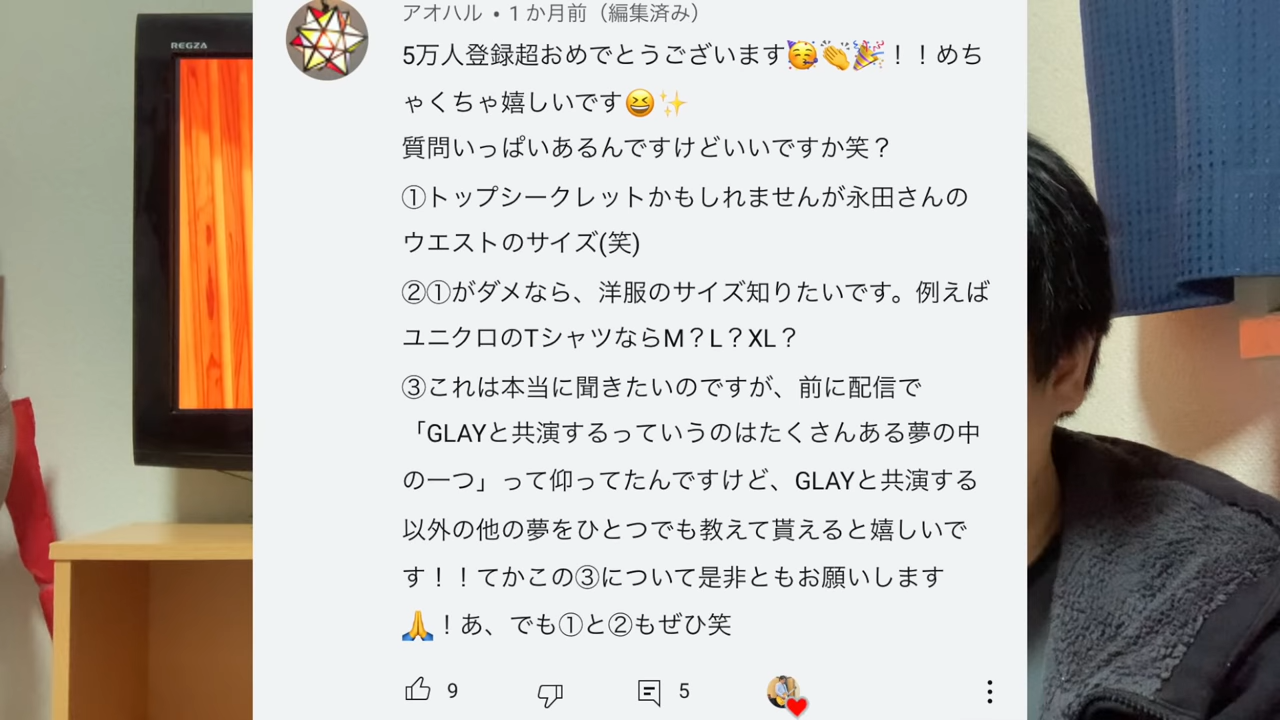 アオハル • 1 か月前（編集済み）
REGZA
5万人登録超おめでとうございます🥳👏🎉！！めち
ゃくちゃ嬉しいです😆✨
質問いっぱいあるんですけどいいですか笑？
①トップシークレットかもしれませんが永田さんの
ウエストのサイズ(笑)
②①がダメなら、洋服のサイズ知りたいです。例えば
ユニクロのTシャツならM？L？XL？
③これは本当に聞きたいのですが、前に配信で
「GLAYと共演するっていうのはたくさんある夢の中
の一つ」って仰ってたんですけど、GLAYと共演する
以外の他の夢をひとつでも教えて貰えると嬉しいで
す！！てかこの③について是非ともお願いします
🙏！あ、でも①と②もぜひ笑
9
5